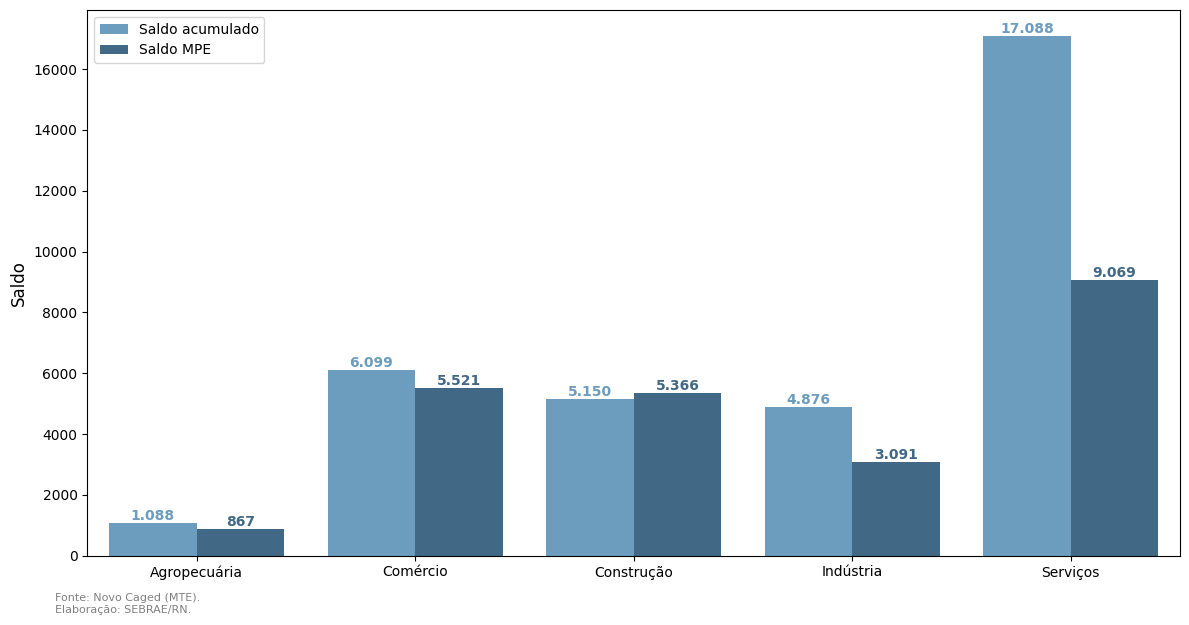 Saldo acumulado
Saldo MPE
Saldo
16000
14000
12000
10000
8000
6000
4000
2000
0
1.088
867
6.099
5.521
5.150
5.366
4.876
3.091
17.088
9.069
Agropecuária
Comércio
Construção
Indústria
Serviços
Fonte: Novo Caged (MTE).
Elaboração: SEBRAE/RN.